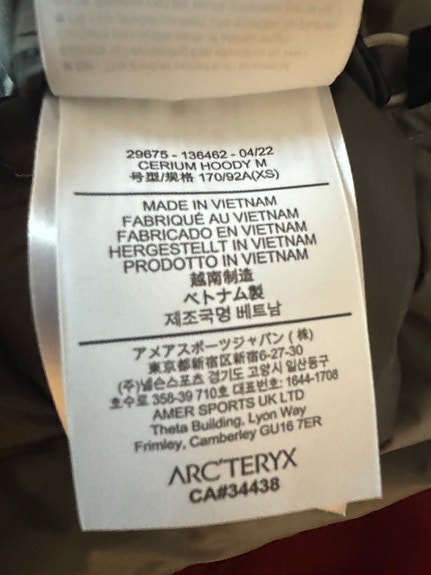 29675 - 136462 - 04/22
CERIUM HOODY M
号型/规格 170/92A(XS)
MADE IN VIETNAM
FABRIQUÉ AU VIETNAM
FABRICADO EN VIETNAM
HERGESTELLT IN VIETNAM
PRODOTTO IN VIETNAM
越南制造
ベトナム製
제조국명 베트남
アメアスポーツジャパン (株)
東京都新宿区新宿6-27-30
(주)넬슨스포츠 경기도 고양시 일산동구
호수로 358-39 710호 대표번호: 1644-1708
AMER SPORTS UK LTD
Theta Building, Lyon Way
Frimley, Camberley GU16 7ER
ARC'TERYX
CA#34438